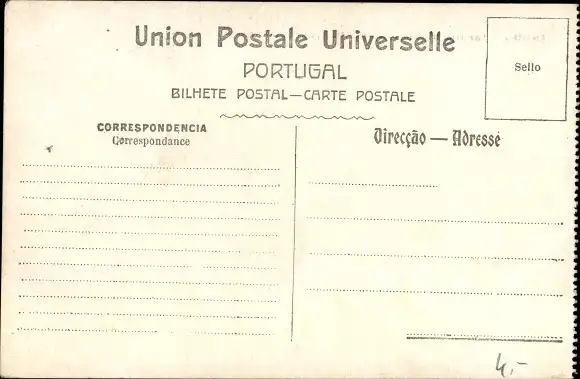 Union Postale Universelle
PORTUGAL
BILHETE POSTAL—CARTE POSTALE
Sello
CORRESPONDENCIA
Correspondance
Direcção — Adresse
4,-